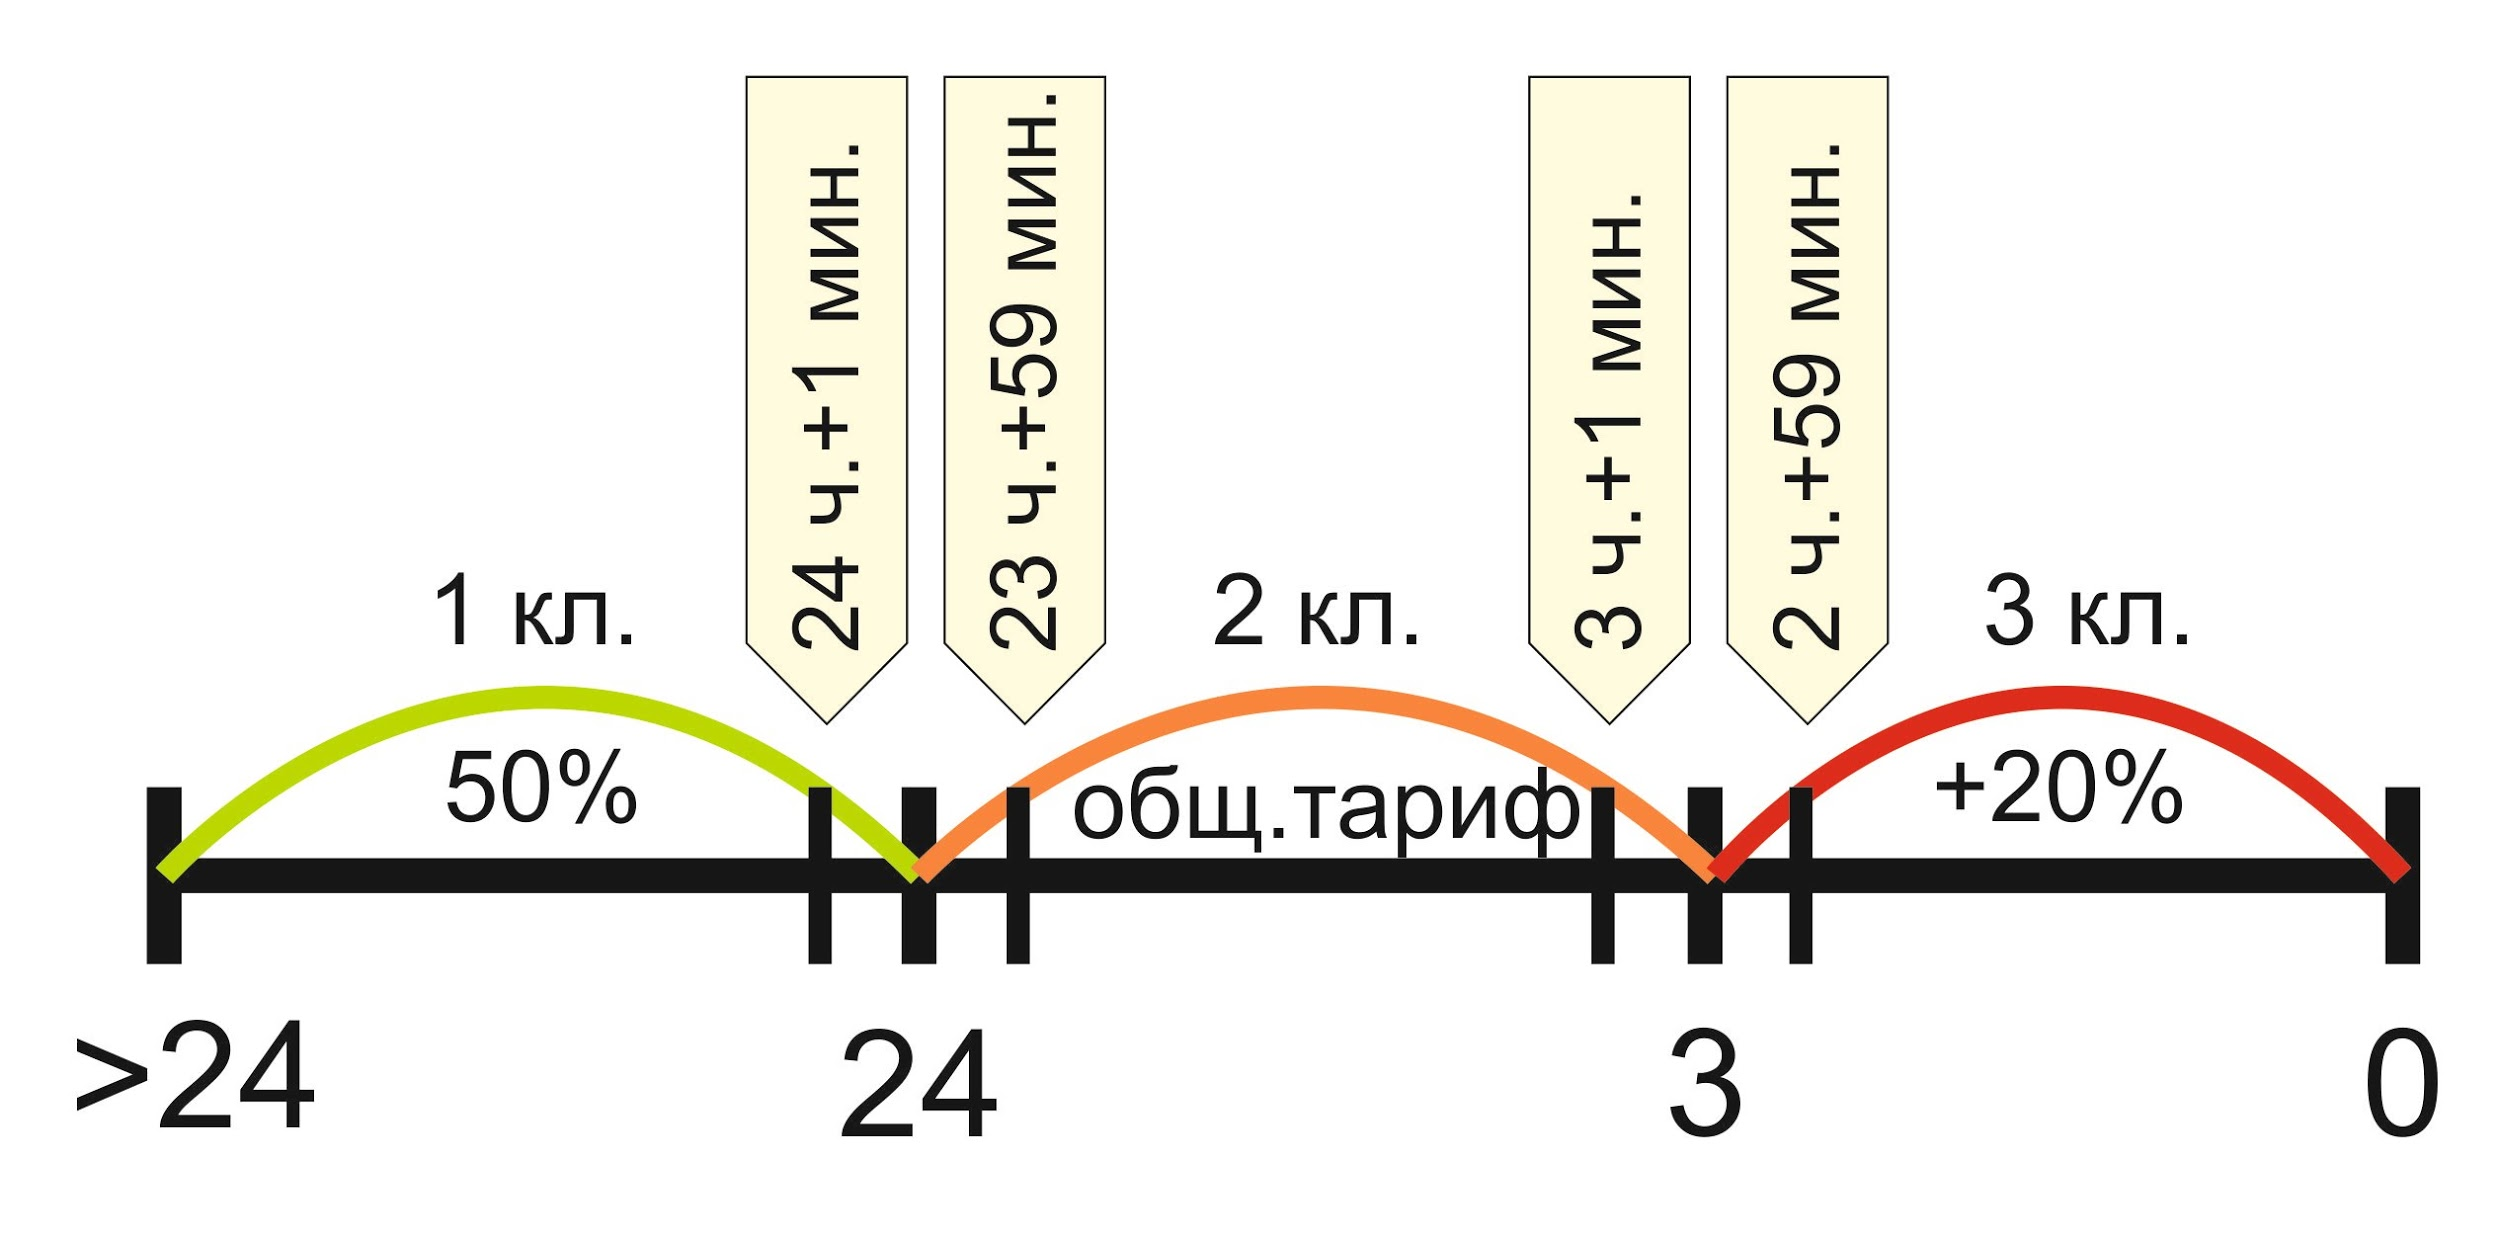 24 ч.+1 мин.
23 ч.+59 мин.
3 ч.+1 мин.
2 ч.+59 мин.
1 кл.
2 кл.
3 кл.
50%
общ.тариф
+20%
>24
24
3
0